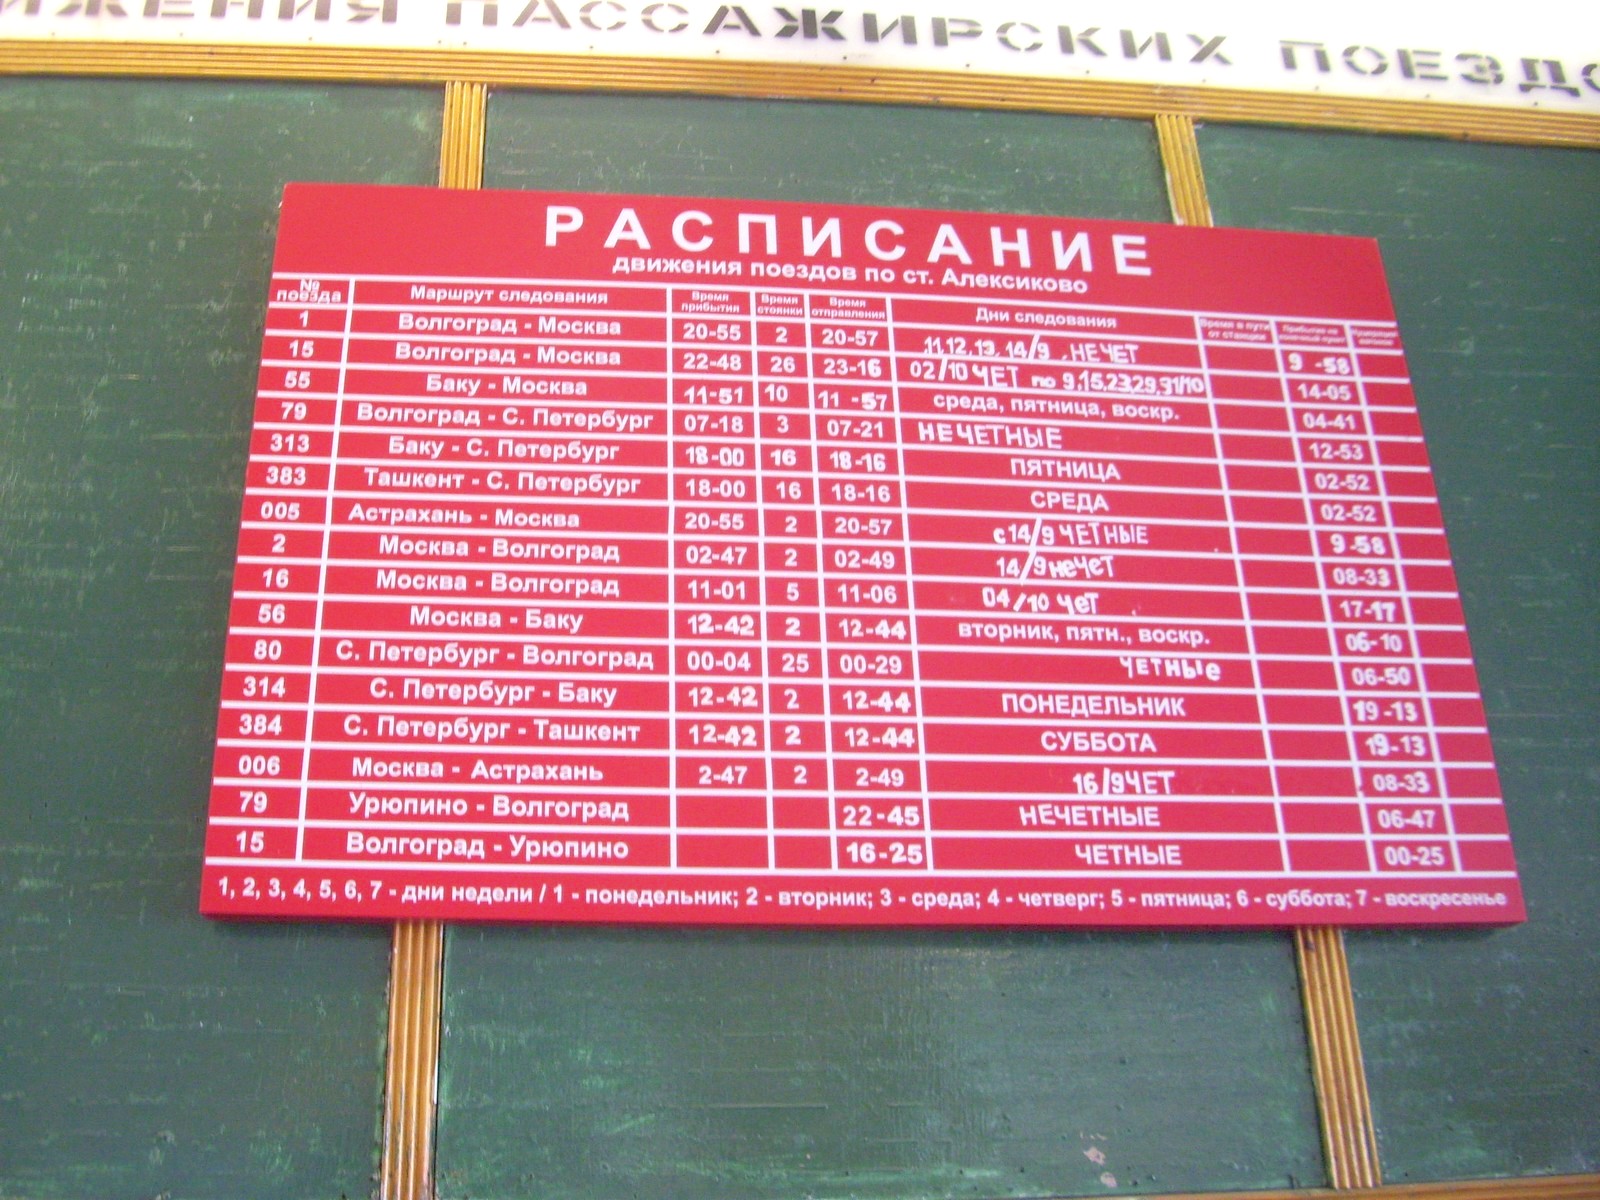 ПАССАЖИРСКИХ
РАСПИСАНИЕ
движения поездов по ст. Алексиково
№ поезда Маршрут следования Время прибытия Время стоянки Время отправления Дни следования Время в пути от станции
1 Волгоград - Москва 20-55 2 20-57 11,12,13, 14/9 , НЕЧЕТ 9 -58
15 Волгоград - Москва 22-48 26 23-16 02/10 ЧЕТ по 9,15,23,29,31/10 14-05
55 Баку - Москва 11-51 10 11 -57 среда, пятница, воскр. 04-41
79 Волгоград - С. Петербург 07-18 3 07-21 НЕЧЕТНЫЕ 12-53
313 Баку - С. Петербург 18-00 16 18-16 ПЯТНИЦА 02-52
383 Ташкент - С. Петербург 18-00 16 18-16 СРЕДА 02-52
005 Астрахань - Москва 20-55 2 20-57 с 14/9 ЧЕТНЫЕ 9-58
2 Москва - Волгоград 02-47 2 02-49 14/9 нечет 08-33
16 Москва - Волгоград 11-01 5 11-06 04/10 чет 17-17
56 Москва - Баку 12-42 2 12-44 вторник, пятн., воскр. 06-10
80 С. Петербург - Волгоград 00-04 25 00-29 четные 06-50
314 С. Петербург - Баку 12-42 2 12-44 ПОНЕДЕЛЬНИК 19-13
384 С. Петербург - Ташкент 12-42 2 12-44 СУББОТА 19-13
006 Москва - Астрахань 2-47 2 2-49 16/9 ЧЕТ 08-33
79 Урюпино - Волгоград 22-45 НЕЧЕТНЫЕ 06-47
15 Волгоград - Урюпино 16-25 ЧЕТНЫЕ 00-25
1, 2, 3, 4, 5, 6, 7 - дни недели / 1 - понедельник; 2 - вторник; 3 - среда; 4 - четверг; 5 - пятница; 6 - суббота; 7 - воскресенье